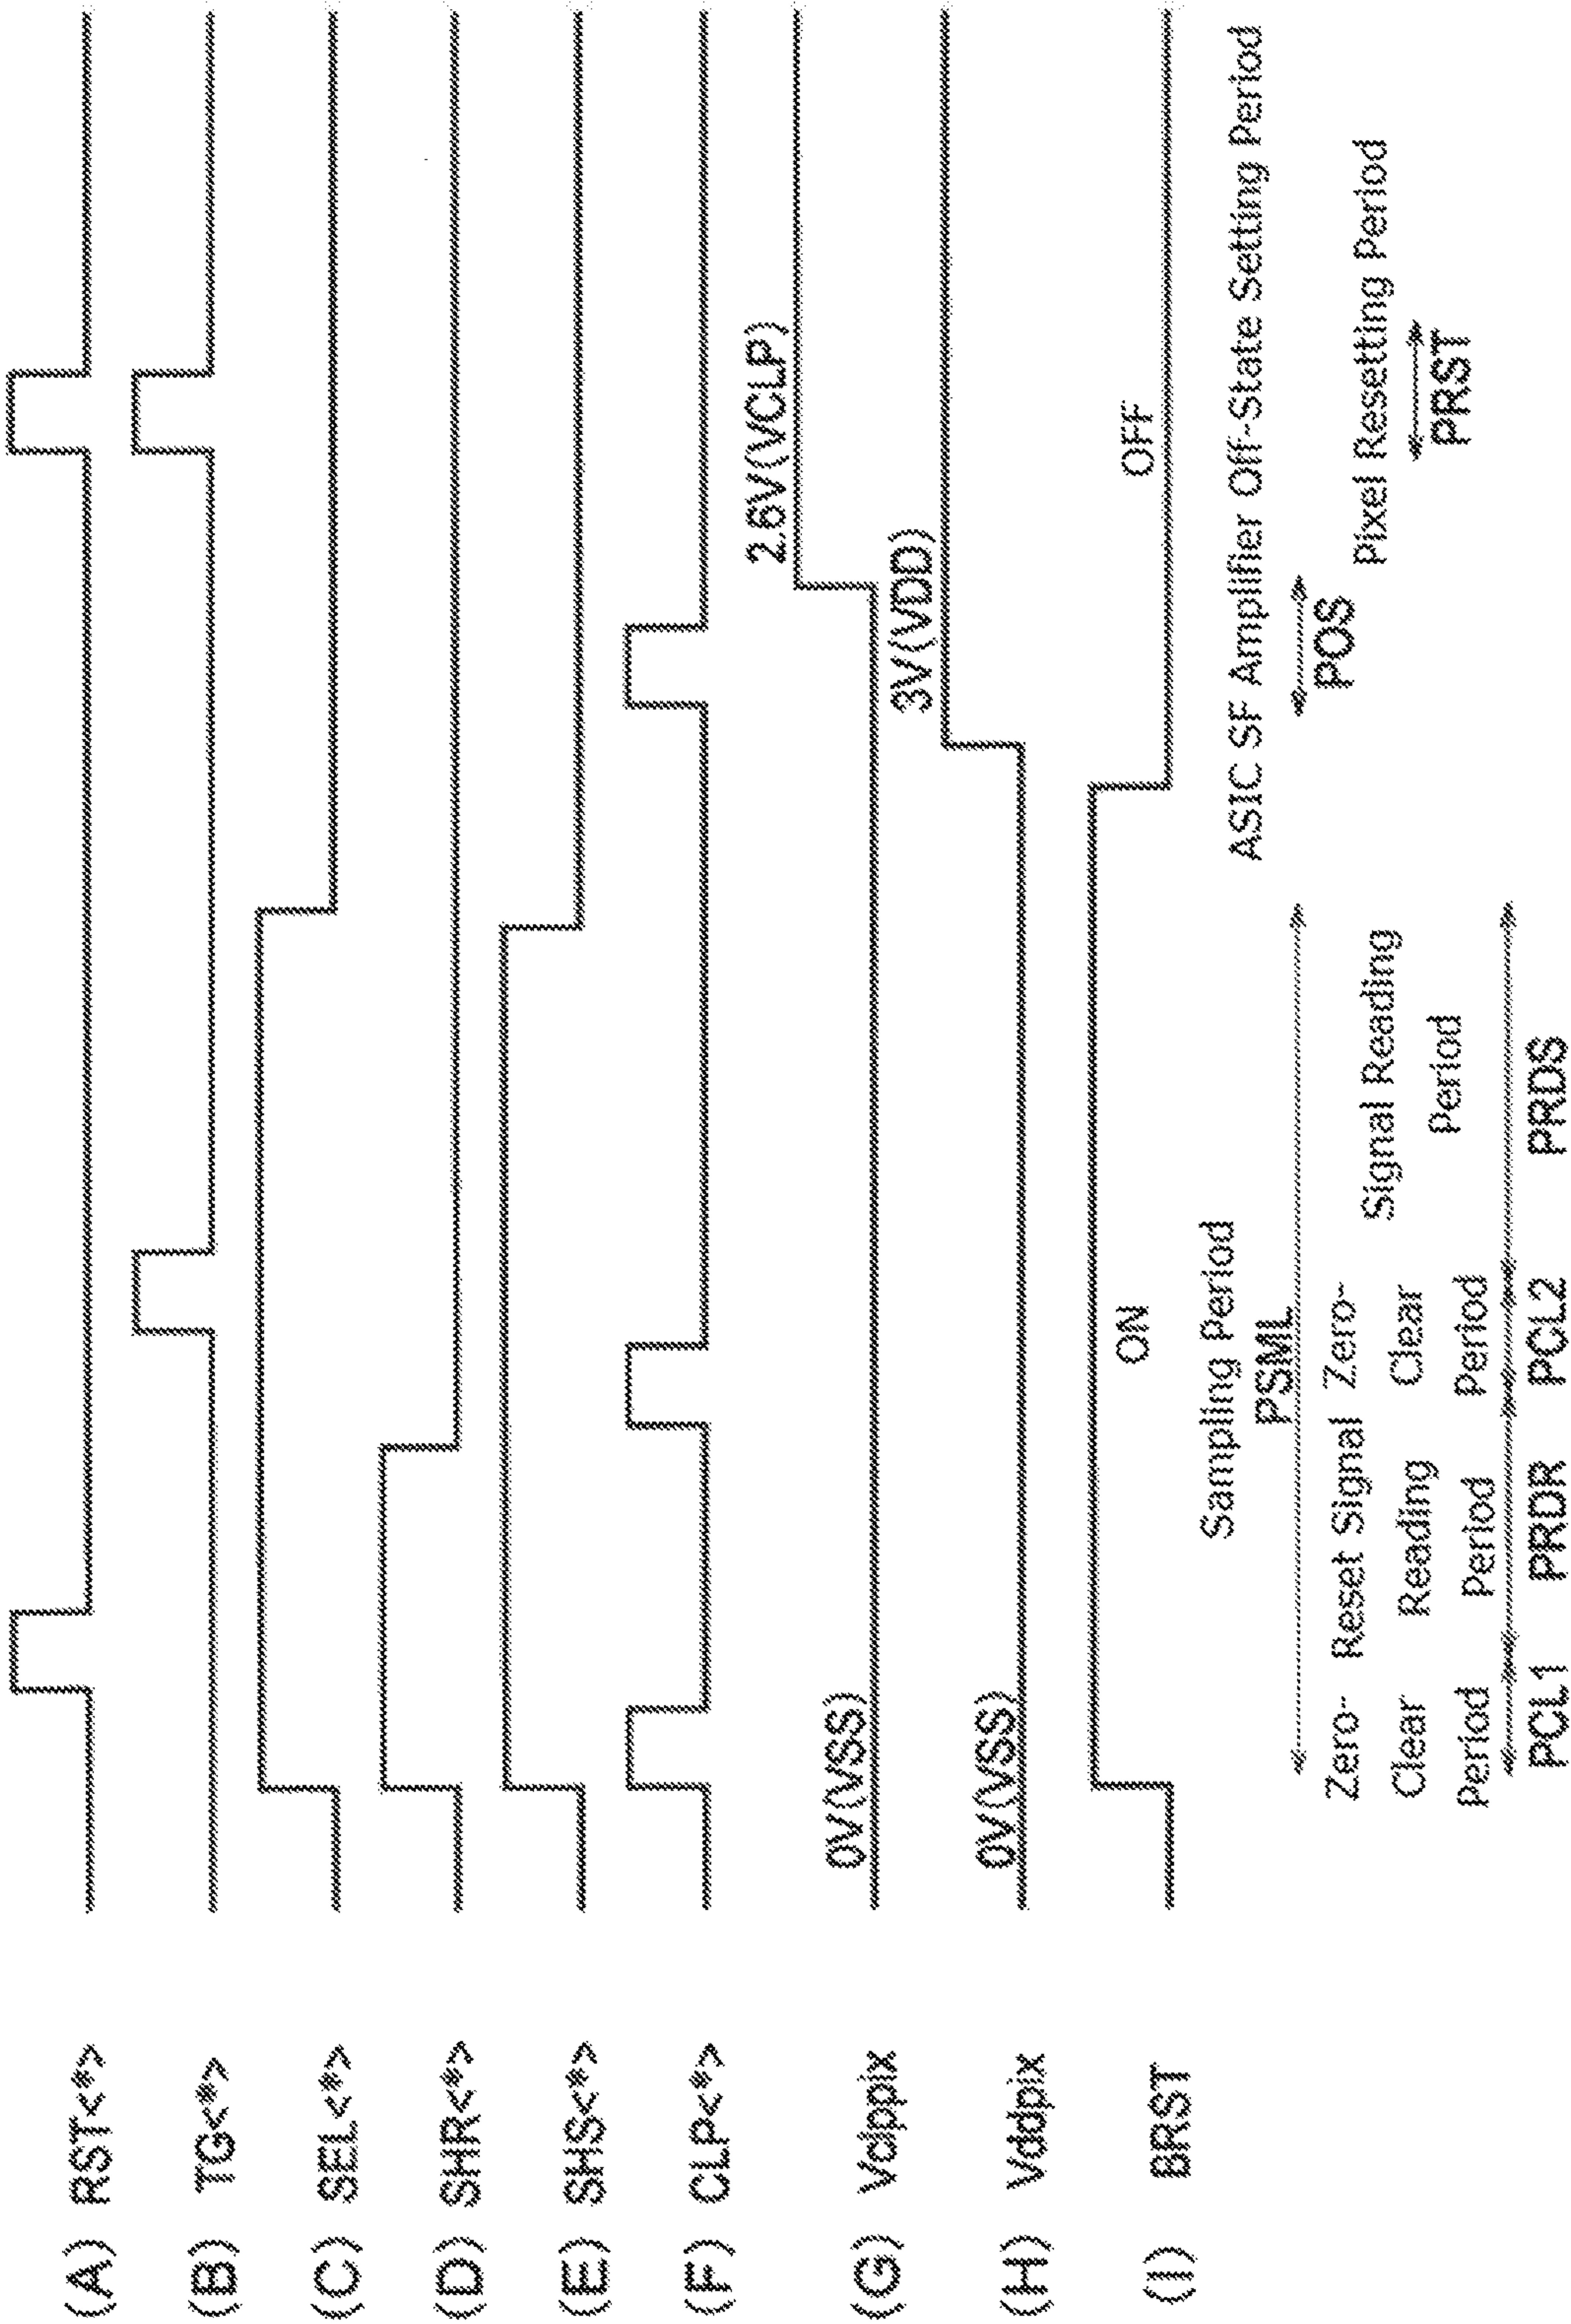 (A) RST<*>
(B) TG<*>
(C) SEL<*>
(D) SHR<*>
(E) SHS<*>
(F) CLP<*>
(G) Vclppix
0V(VSS)
2.6V(VCLP)
(H) Vddpix
0V(VSS)
3V(VDD)
(I) BRST
ON
OFF
Sampling Period
PSML
Zero-
Clear
Period
PCL1
Reset Signal
Reading
Period
PRDR
Zero-
Clear
Period
PCL2
Signal Reading
Period
PRDS
ASIC SF Amplifier Off-State Setting Period
POS
Pixel Resetting Period
PRST